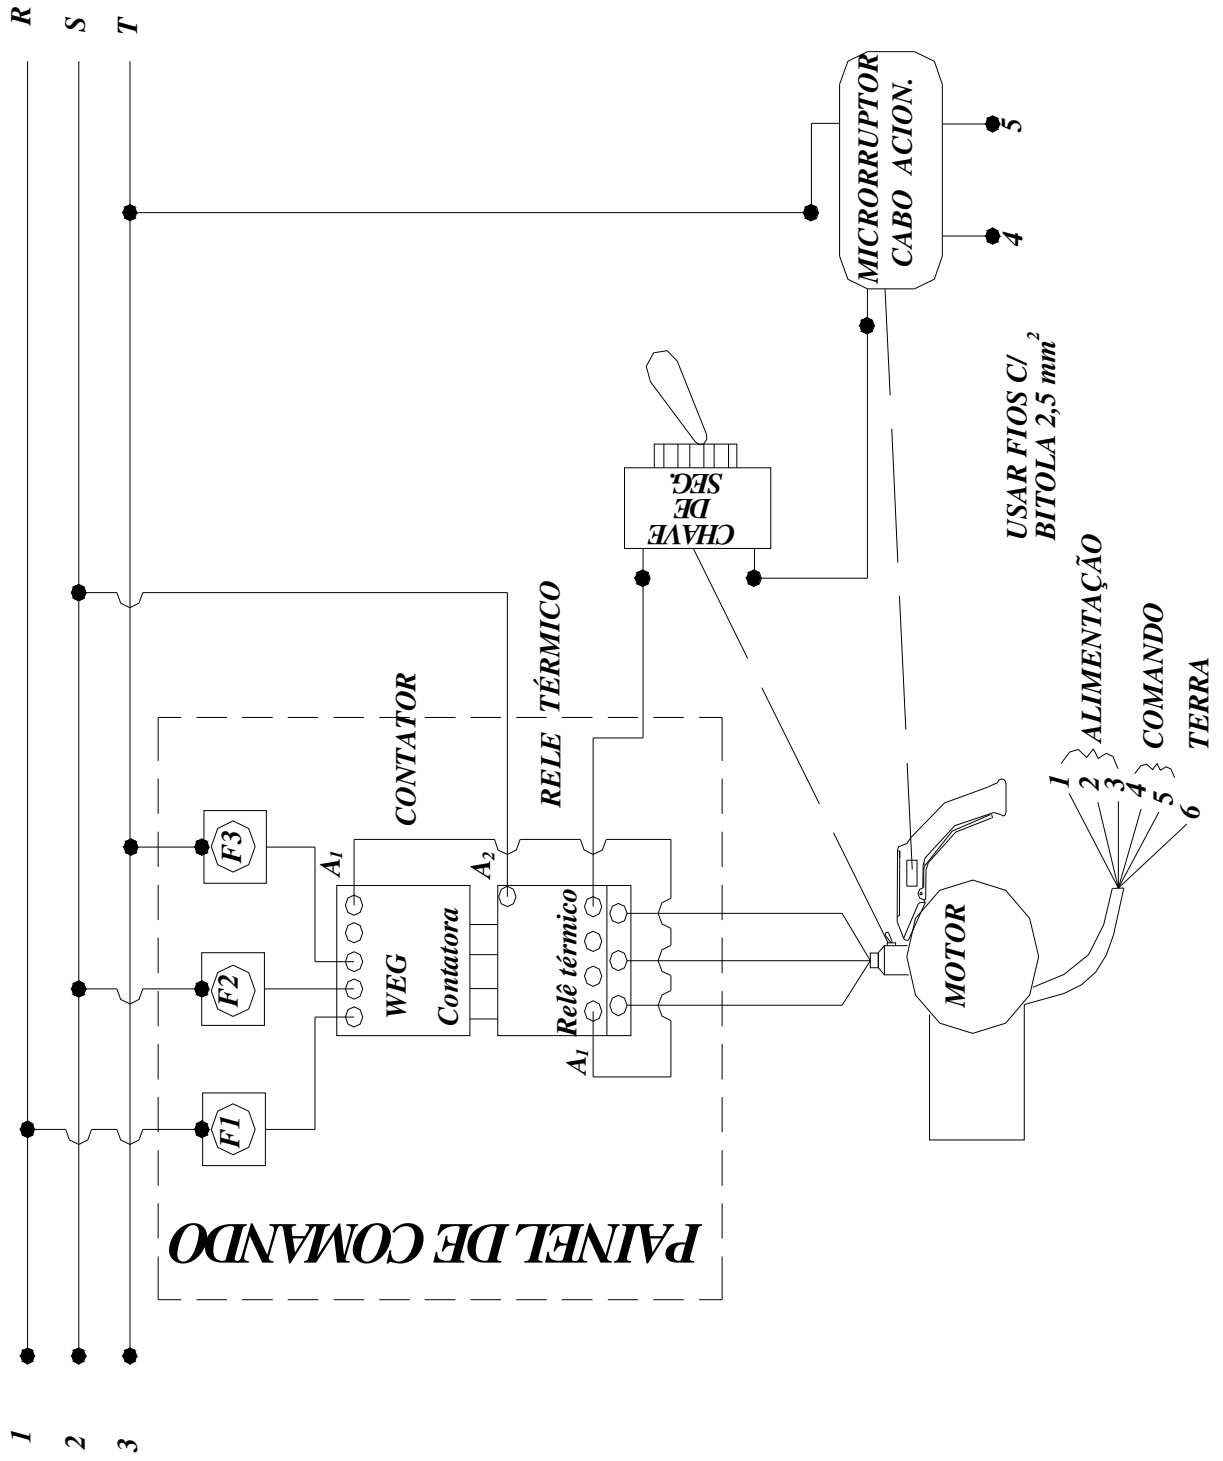 R
S
T
1
2
3
F1
F2
F3
PAINEL DE COMANDO
CONTATOR
A1
WEG
Contatora
A2
RELE TÉRMICO
Relê térmico
A1
CHAVE
DE
SEG.
MICRORRUPTOR
CABO ACION.
4
5
USAR FIOS C/
BITOLA 2,5 mm²
MOTOR
1
2
3
4
5
6
ALIMENTAÇÃO
COMANDO
TERRA